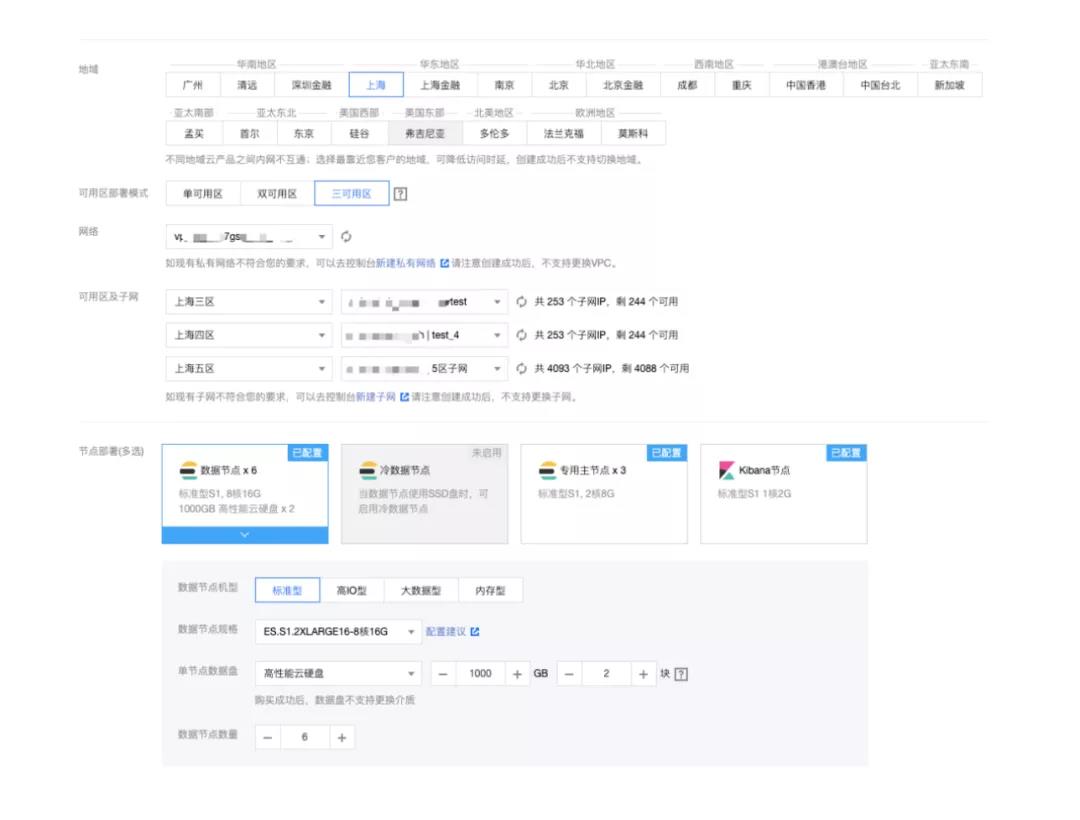 地域
华南地区 华东地区 华北地区 西南地区 港澳台地区 亚太东南
广州 清远 深圳金融 上海 上海金融 南京 北京 北京金融 成都 重庆 中国香港 中国台北 新加坡
亚太南部 亚太东北 美国西部 美国东部 北美地区 欧洲地区
孟买 首尔 东京 硅谷 弗吉尼亚 多伦多 法兰克福 莫斯科
不同地域云产品之间内网不互通；选择最靠近您客户的地域，可降低访问时延，创建成功后不支持切换地域。
可用区部署模式 单可用区 双可用区 三可用区 ?
网络 7gs
如现有私有网络不符合您的要求，可以去控制台新建私有网络 请注意创建成功后，不支持更换VPC。
可用区及子网 上海三区 test 共 253 个子网IP，剩 244 个可用
上海四区 | test_4 共 253 个子网IP，剩 244 个可用
上海五区 5区子网 共 4093 个子网IP，剩 4088 个可用
如现有子网不符合您的要求，可以去控制台新建子网 请注意创建成功后，不支持更换子网。
节点部署(多选) 已配置 未启用 已配置 已配置
数据节点 x 6 冷数据节点 专用主节点 x 3 Kibana节点
标准型S1, 8核16G 当数据节点使用SSD盘时，可 标准型S1, 2核8G 标准型S1 1核2G
1000GB 高性能云硬盘 x 2 启用冷数据节点
数据节点机型 标准型 高IO型 大数据型 内存型
数据节点规格 ES.S1.2XLARGE16-8核16G 配置建议
单节点数据盘 高性能云硬盘 − 1000 + GB − 2 + 块 ?
购买成功后，数据盘不支持更换介质
数据节点数量 − 6 +